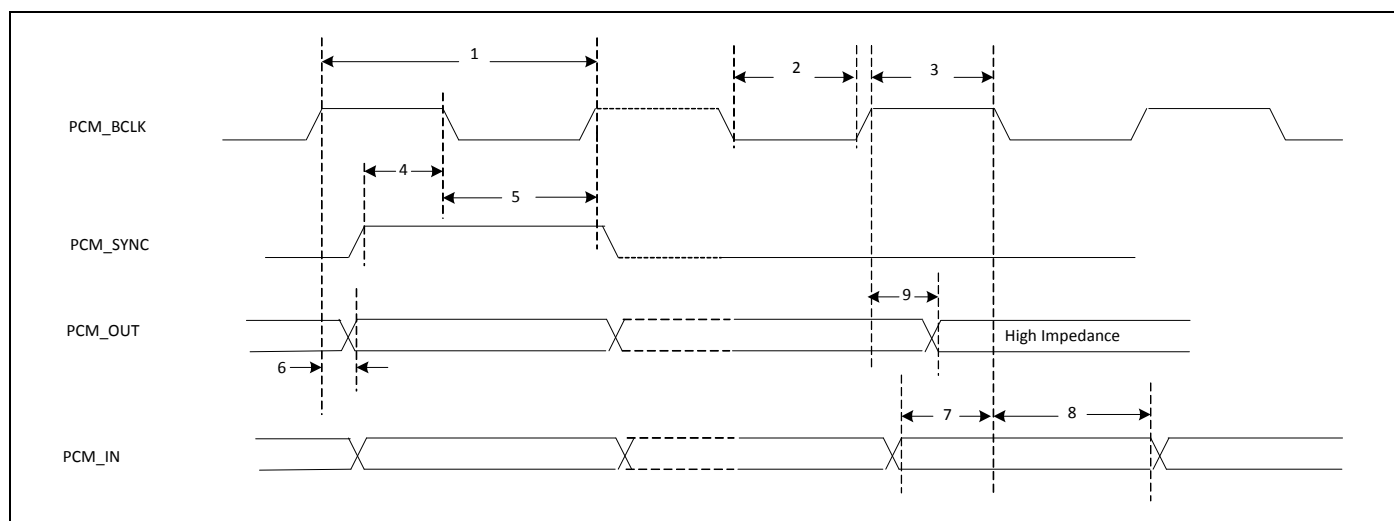 1
2
3
PCM_BCLK
4
5
PCM_SYNC
9
PCM_OUT
High Impedance
6
7
8
PCM_IN